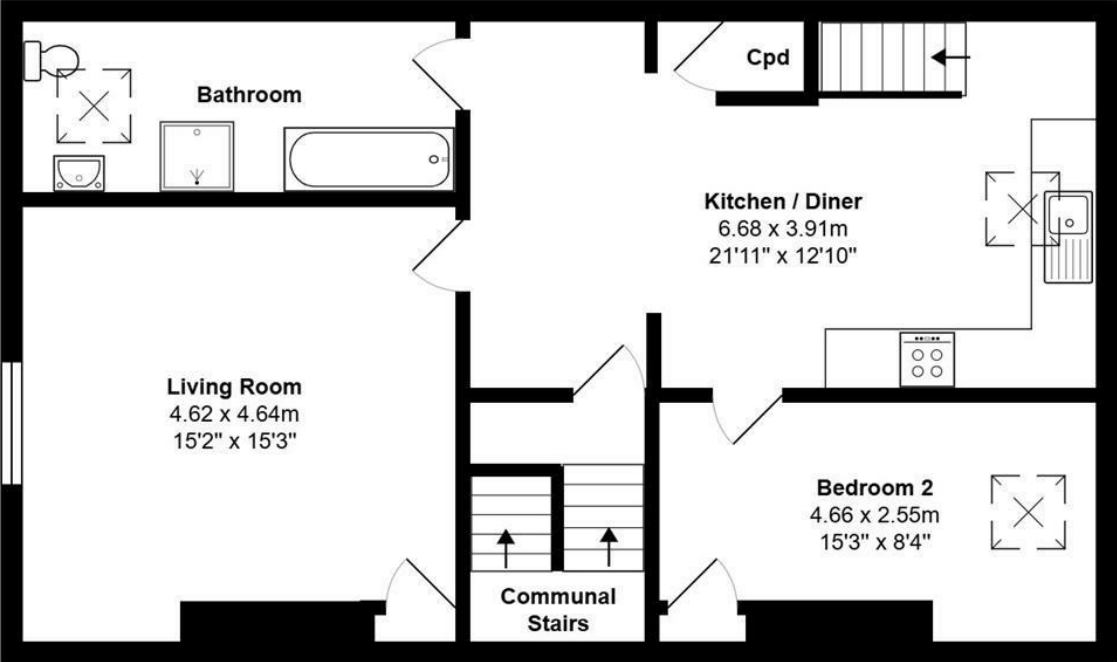 Bathroom
Cpd
Kitchen / Diner
6.68 x 3.91m
21'11" x 12'10"
Living Room
4.62 x 4.64m
15'2" x 15'3"
Bedroom 2
4.66 x 2.55m
15'3" x 8'4"
Communal
Stairs